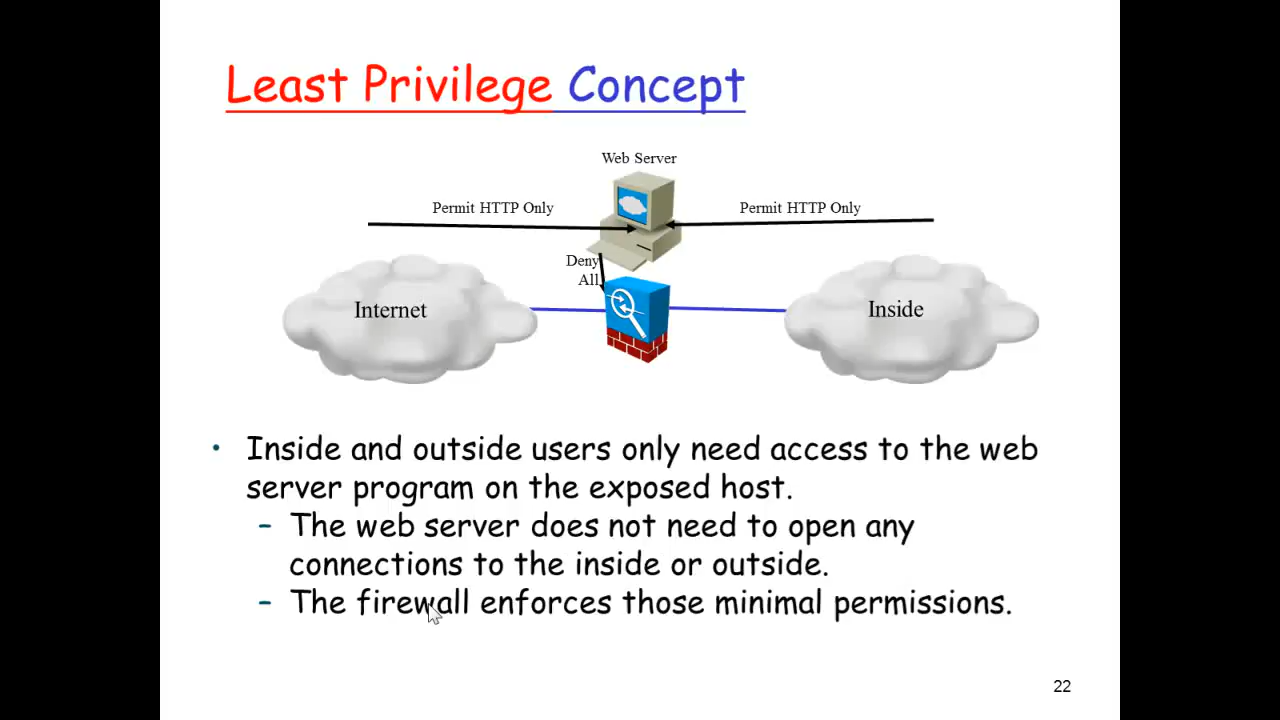 Least Privilege Concept
Web Server
Permit HTTP Only
Permit HTTP Only
Deny
All
Internet
Inside
• Inside and outside users only need access to the web
server program on the exposed host.
– The web server does not need to open any
connections to the inside or outside.
– The firewall enforces those minimal permissions.
22